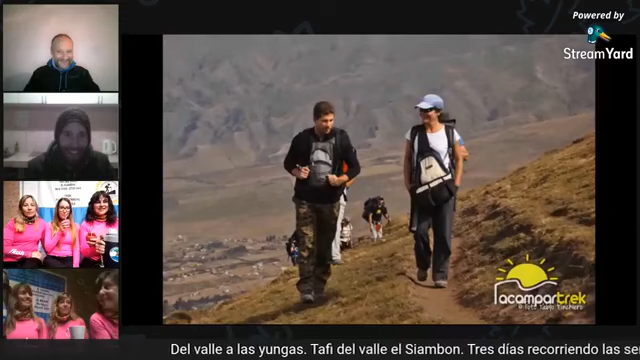 Powered by
StreamYard
acampartrek
Del valle a las yungas. Tafi del valle el Siambon. Tres días recorriendo las se